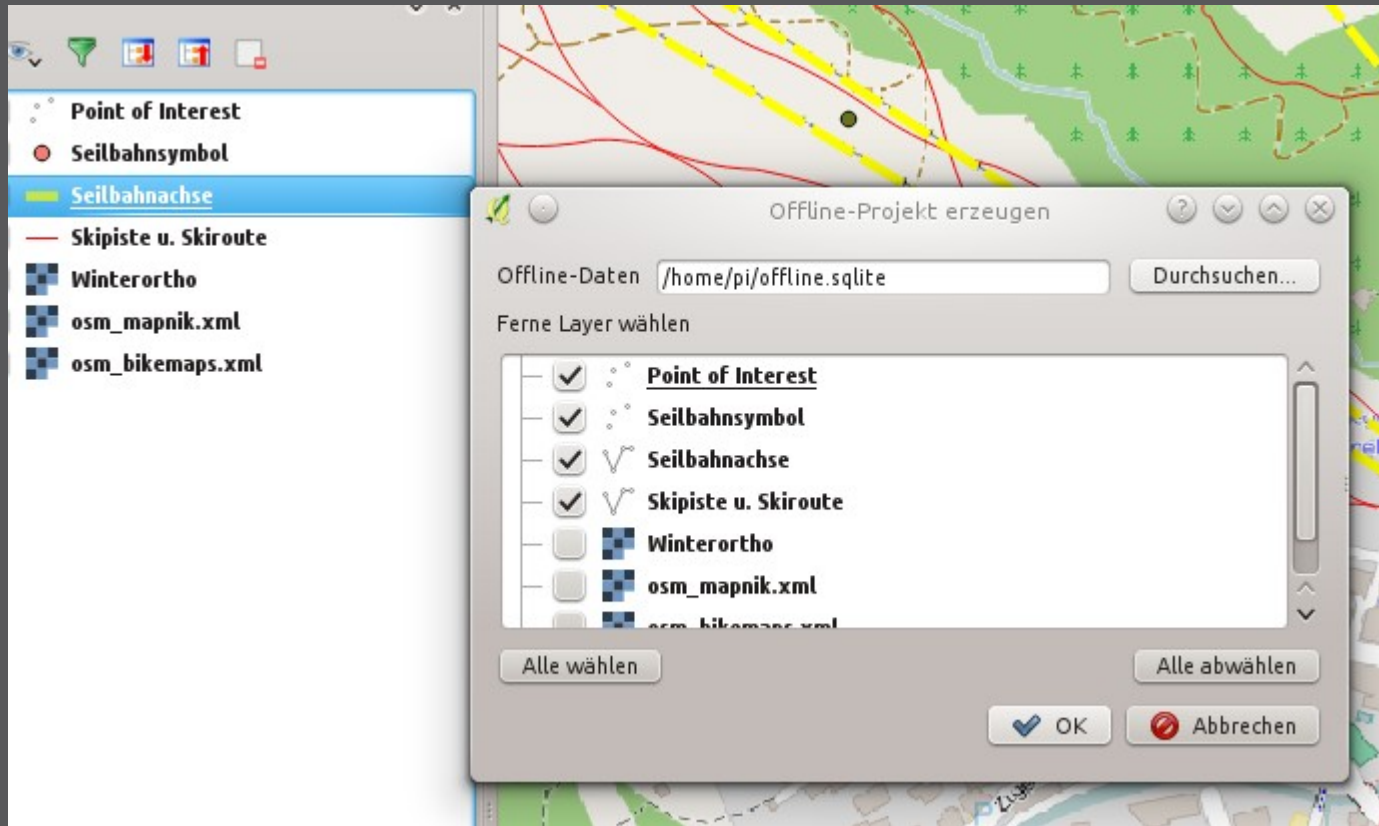 Point of Interest
Seilbahnsymbol
Seilbahnachse
Skipiste u. Skiroute
Winterortho
osm_mapnik.xml
osm_bikemaps.xml
Offline-Projekt erzeugen
Offline-Daten /home/pi/offline.sqlite Durchsuchen...
Ferne Layer wählen
Point of Interest
Seilbahnsymbol
Seilbahnachse
Skipiste u. Skiroute
Winterortho
osm_mapnik.xml
osm_bikemaps.xml
Alle wählen Alle abwählen
OK Abbrechen